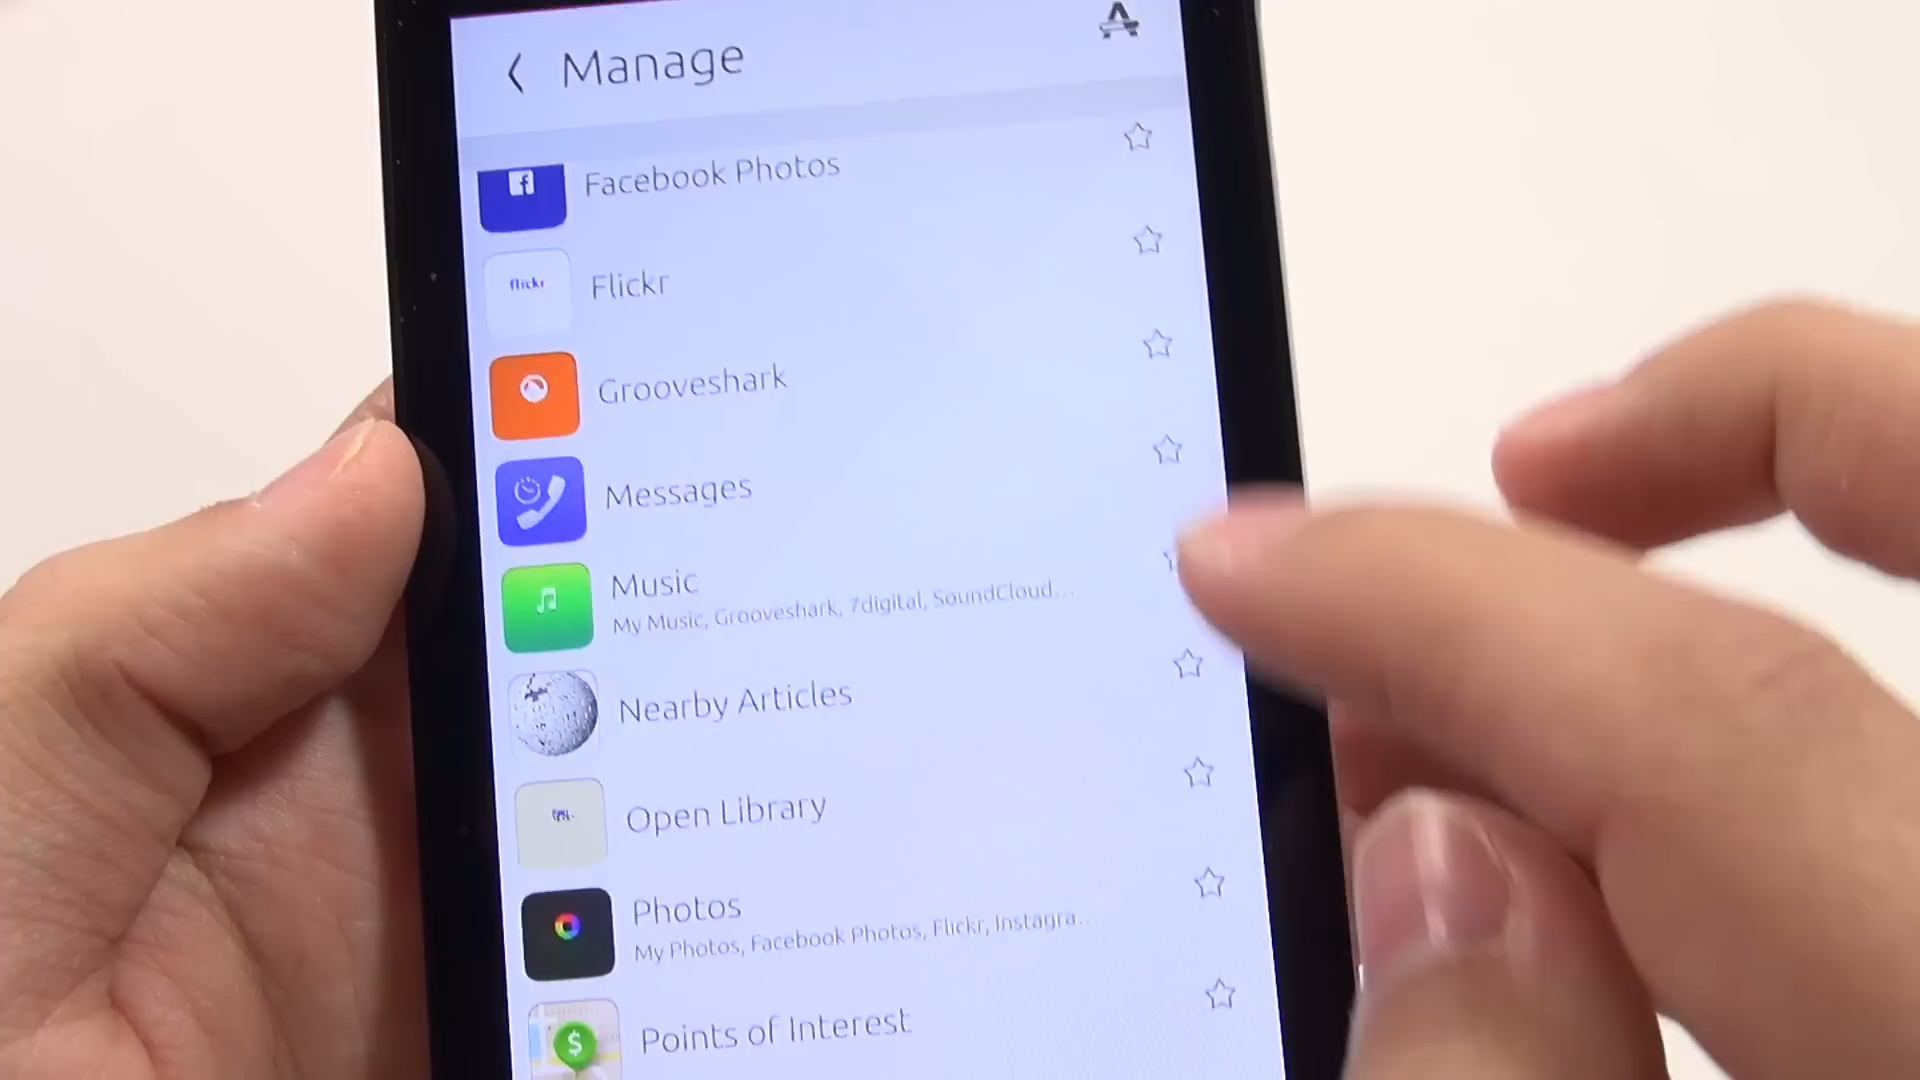 Manage
Facebook Photos
flickr
Flickr
Grooveshark
Messages
Music
My Music, Grooveshark, 7digital, SoundCloud...
Nearby Articles
Open Library
Photos
My Photos, Facebook Photos, Flickr, Instagra...
Points of Interest